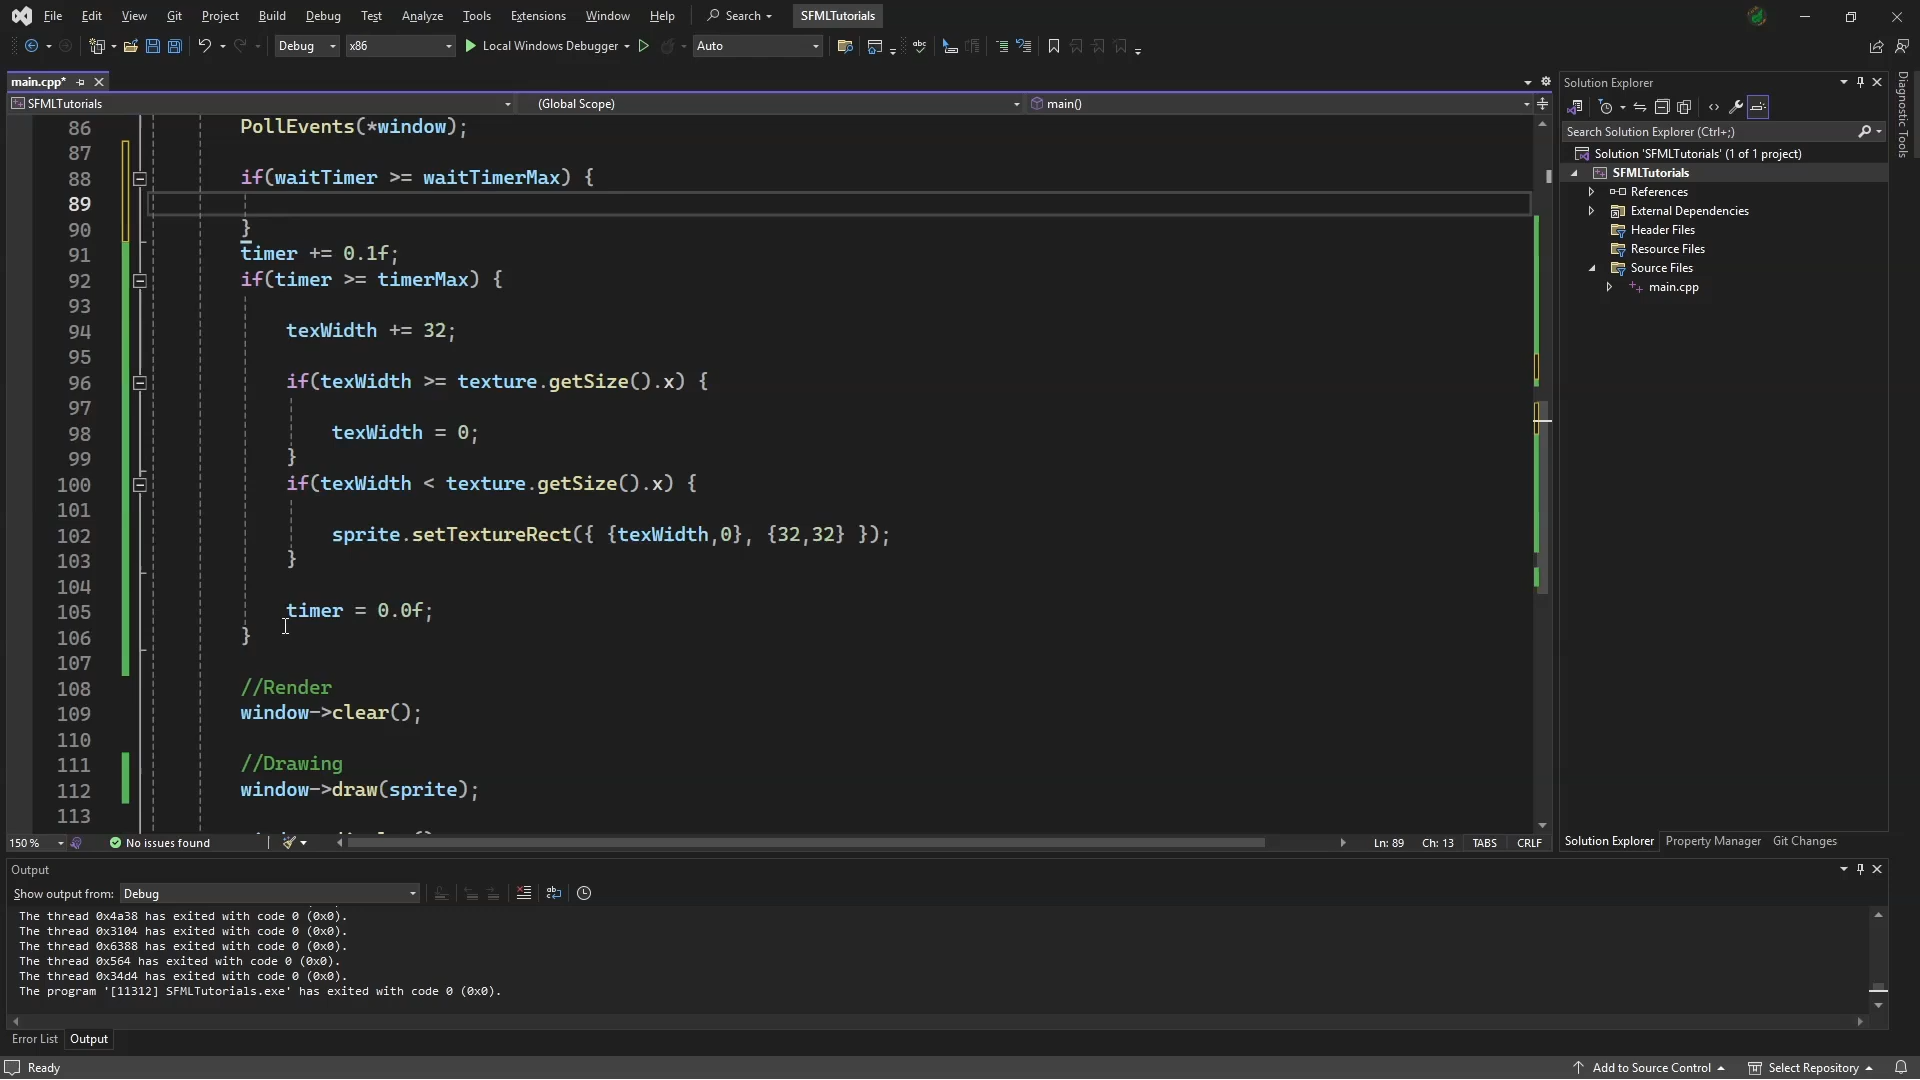 File Edit View Git Project Build Debug Test Analyze Tools Extensions Window Help Search SFMLTutorials
Debug x86 Local Windows Debugger Auto
main.cpp*
SFMLTutorials (Global Scope) main()
86 PollEvents(*window);
87
88 if(waitTimer >= waitTimerMax) {
89
90 }
91 timer += 0.1f;
92 if(timer >= timerMax) {
93
94 texWidth += 32;
95
96 if(texWidth >= texture.getSize().x) {
97
98 texWidth = 0;
99 }
100 if(texWidth < texture.getSize().x) {
101
102 sprite.setTextureRect({ {texWidth,0}, {32,32} });
103 }
104
105 timer = 0.0f;
106 }
107
108 //Render
109 window->clear();
110
111 //Drawing
112 window->draw(sprite);
113
150 % No issues found Ln: 89 Ch: 13 TABS CRLF
Solution Explorer
Search Solution Explorer (Ctrl+;)
Solution 'SFMLTutorials' (1 of 1 project)
SFMLTutorials
References
External Dependencies
Header Files
Resource Files
Source Files
main.cpp
Solution Explorer Property Manager Git Changes
Diagnostic Tools
Output
Show output from: Debug
The thread 0x4a38 has exited with code 0 (0x0).
The thread 0x3104 has exited with code 0 (0x0).
The thread 0x6388 has exited with code 0 (0x0).
The thread 0x564 has exited with code 0 (0x0).
The thread 0x34d4 has exited with code 0 (0x0).
The program '[11312] SFMLTutorials.exe' has exited with code 0 (0x0).
Error List Output
Ready Add to Source Control Select Repository